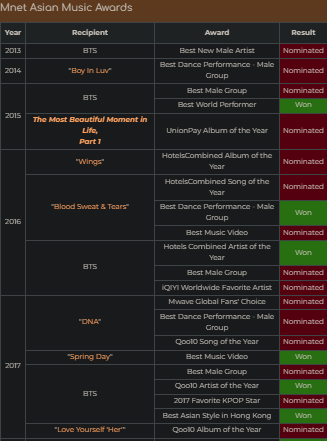 Mnet Asian Music Awards
Year Recipient Award Result
2013 BTS Best New Male Artist Nominated
2014 "Boy In Luv" Best Dance Performance - Male
Group Nominated
2015 BTS Best Male Group Nominated
Best World Performer Won
The Most Beautiful Moment in
Life,
Part 1 UnionPay Album of the Year Nominated
2016 "Wings" HotelsCombined Album of the
Year Nominated
"Blood Sweat & Tears" HotelsCombined Song of the
Year Nominated
Best Dance Performance - Male
Group Won
Best Music Video Nominated
BTS Hotels Combined Artist of the
Year Won
Best Male Group Nominated
iQIYI Worldwide Favorite Artist Nominated
2017 "DNA" Mwave Global Fans' Choice Nominated
Best Dance Performance - Male
Group Nominated
Qoo10 Song of the Year Nominated
"Spring Day" Best Music Video Won
BTS Best Male Group Nominated
Qoo10 Artist of the Year Won
2017 Favorite KPOP Star Nominated
Best Asian Style in Hong Kong Won
"Love Yourself 'Her'" Qoo10 Album of the Year Nominated